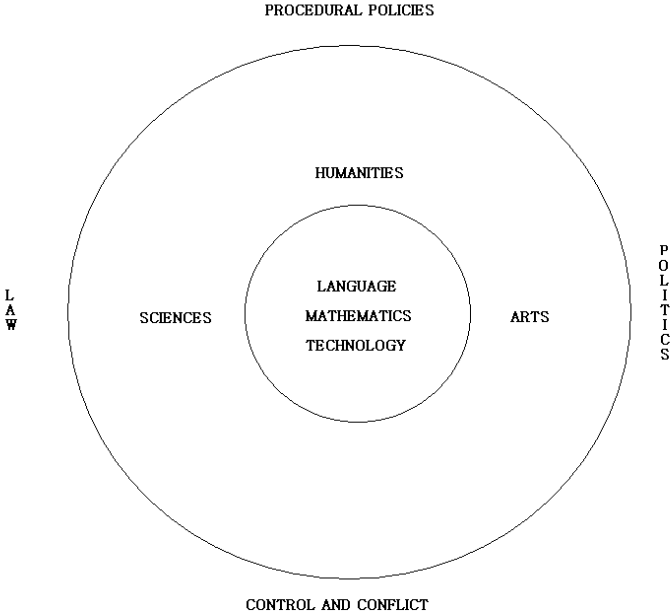 PROCEDURAL POLICIES
HUMANITIES
LANGUAGE
MATHEMATICS
TECHNOLOGY
SCIENCES
ARTS
LAW
POLITICS
CONTROL AND CONFLICT